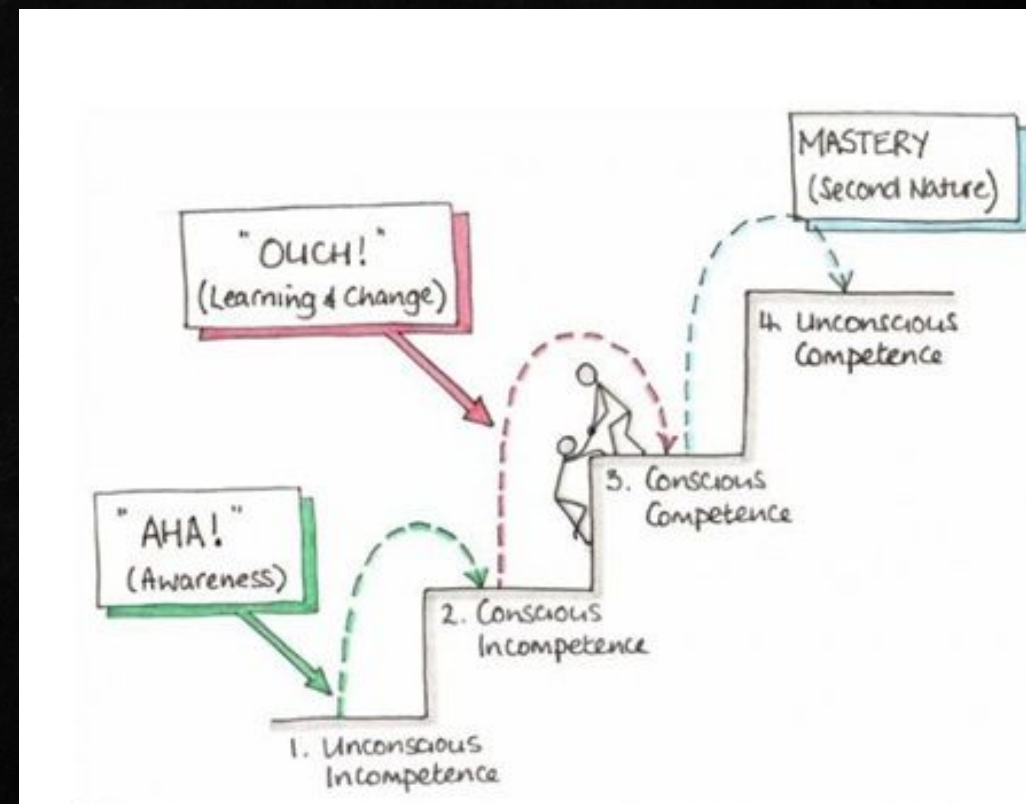 MASTERY
(Second Nature)
"OUCH!"
(Learning & Change)
4. Unconscious
Competence
3. Conscious
Competence
"AHA!"
(Awareness)
2. Conscious
Incompetence
1. Unconscious
Incompetence